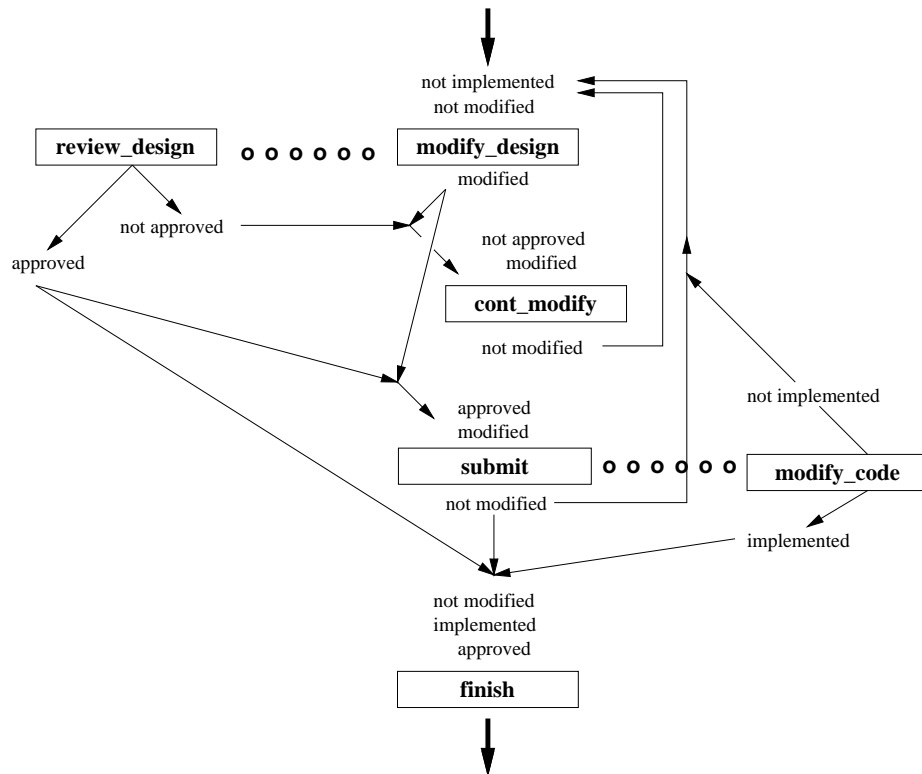 not implemented
not modified
review_design
o o o o o o
modify_design
modified
not approved
approved
not approved
modified
cont_modify
not modified
not implemented
approved
modified
submit
o o o o o o
modify_code
not modified
implemented
not modified
implemented
approved
finish